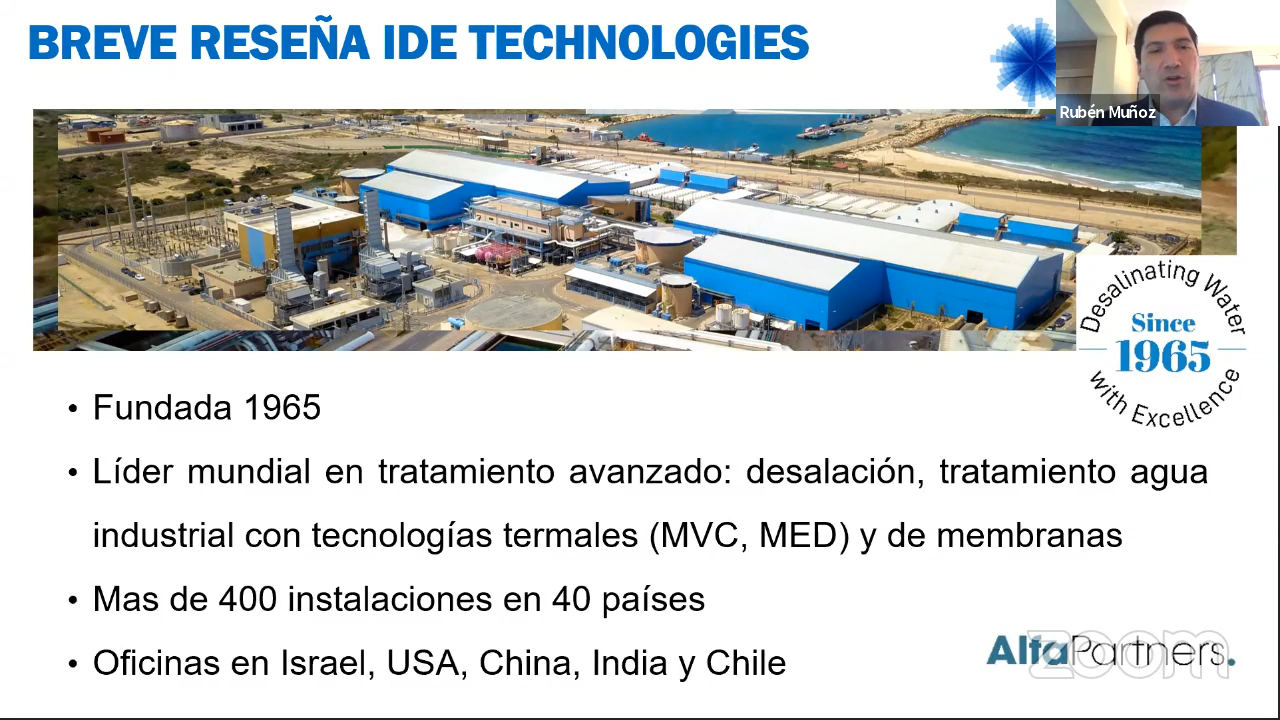 BREVE RESEÑA IDE TECHNOLOGIES
Rubén Muñoz
Desalinating Water
Since
1965
with Excellence
• Fundada 1965
• Líder mundial en tratamiento avanzado: desalación, tratamiento agua
industrial con tecnologías termales (MVC, MED) y de membranas
• Mas de 400 instalaciones en 40 países
• Oficinas en Israel, USA, China, India y Chile
AlfaPartners.
zoom